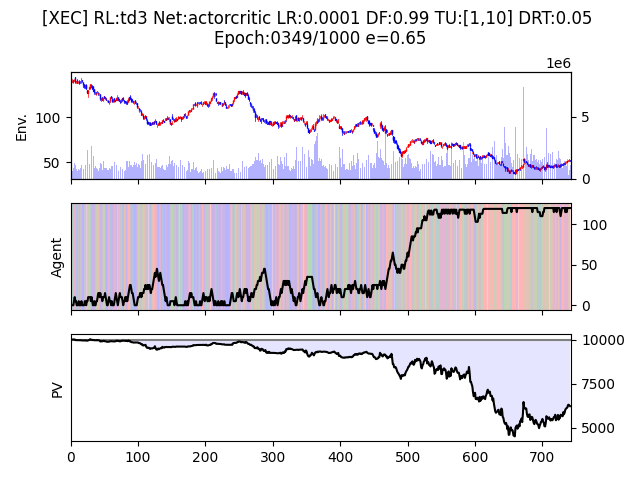 [XEC] RL:td3 Net:actorcritic LR:0.0001 DF:0.99 TU:[1,10] DRT:0.05
Epoch:0349/1000 e=0.65
1e6
Env.
100
50
5
0
Agent
100
50
0
PV
10000
7500
5000
0 100 200 300 400 500 600 700